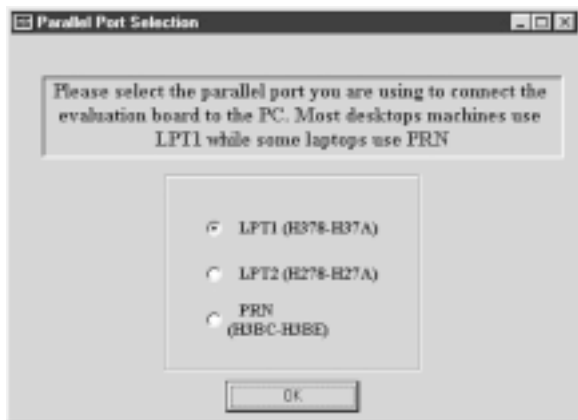 Parallel Port Selection
Please select the parallel port you are using to connect the
evaluation board to the PC. Most desktops machines use
LPT1 while some laptops use PRN
LPT1 (H378-H37A)
LPT2 (H278-H27A)
PRN
(H3BC-H3BE)
OK